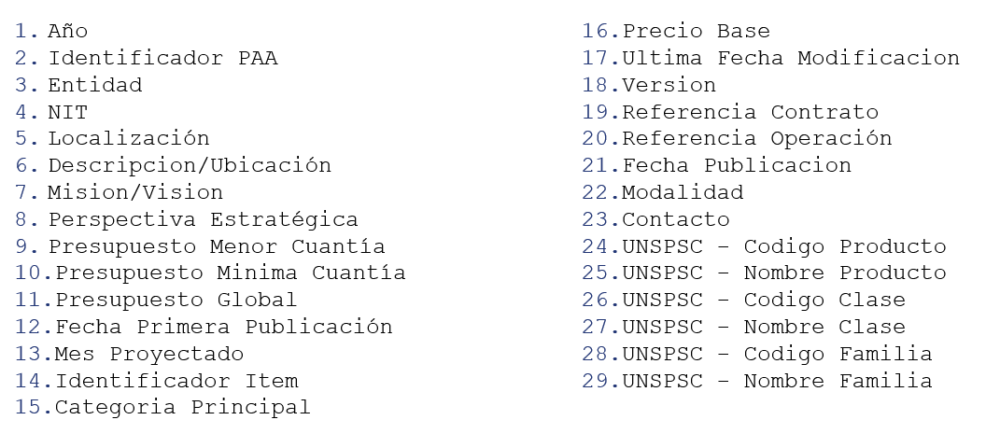 1. Año
2. Identificador PAA
3. Entidad
4. NIT
5. Localización
6. Descripcion/Ubicación
7. Mision/Vision
8. Perspectiva Estratégica
9. Presupuesto Menor Cuantía
10.Presupuesto Minima Cuantía
11.Presupuesto Global
12.Fecha Primera Publicación
13.Mes Proyectado
14.Identificador Item
15.Categoria Principal
16.Precio Base
17.Ultima Fecha Modificacion
18.Version
19.Referencia Contrato
20.Referencia Operación
21.Fecha Publicacion
22.Modalidad
23.Contacto
24.UNSPSC – Codigo Producto
25.UNSPSC – Nombre Producto
26.UNSPSC – Codigo Clase
27.UNSPSC – Nombre Clase
28.UNSPSC – Codigo Familia
29.UNSPSC – Nombre Familia